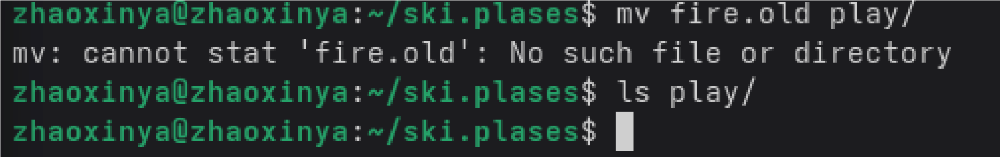 zhaoxinya@zhaoxinya:~/ski.plases$ mv fire.old play/
mv: cannot stat 'fire.old': No such file or directory
zhaoxinya@zhaoxinya:~/ski.plases$ ls play/
zhaoxinya@zhaoxinya:~/ski.plases$